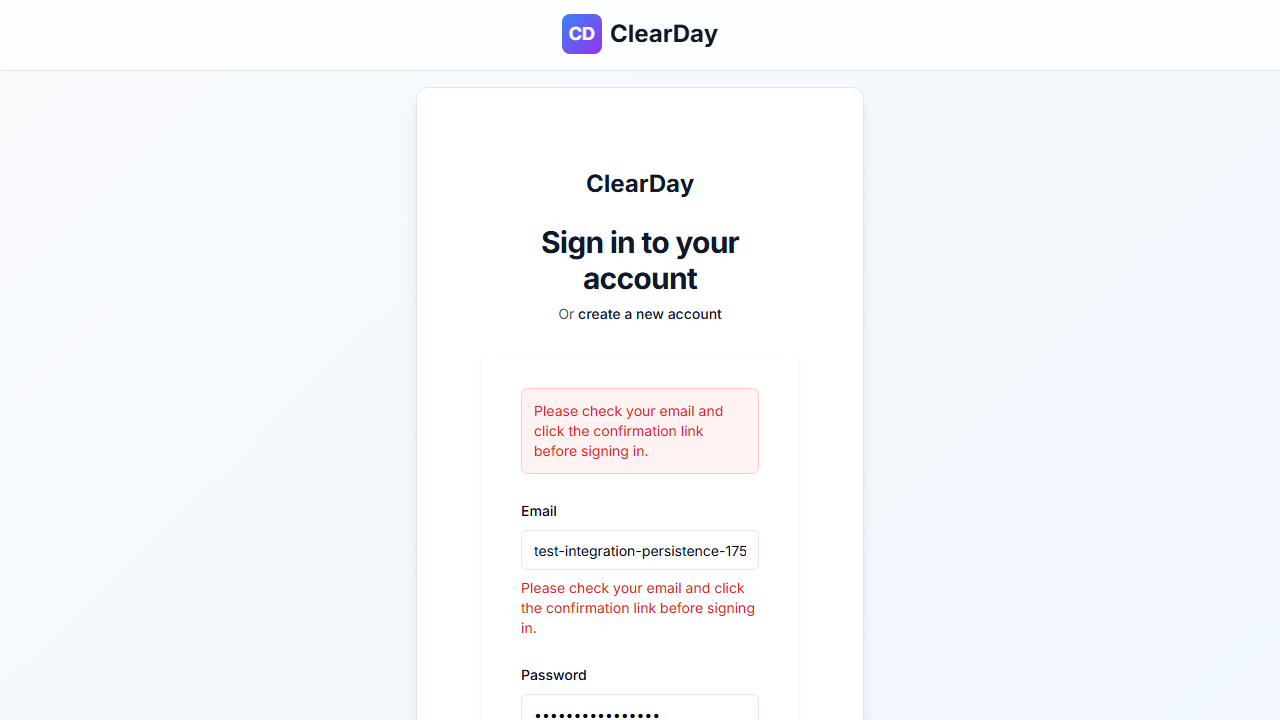 CD ClearDay
ClearDay
Sign in to your
account
Or create a new account
Please check your email and
click the confirmation link
before signing in.
Email
test-integration-persistence-175
Please check your email and click
the confirmation link before signing
in.
Password
••••••••••••••••